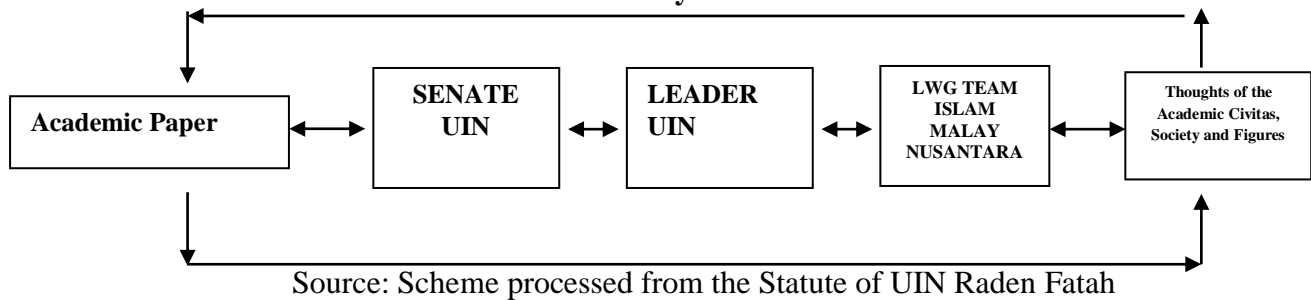 Academic Paper
SENATE
UIN
LEADER
UIN
LWG TEAM
ISLAM
MALAY
NUSANTARA
Thoughts of the
Academic Civitas,
Society and Figures
Source: Scheme processed from the Statute of UIN Raden Fatah